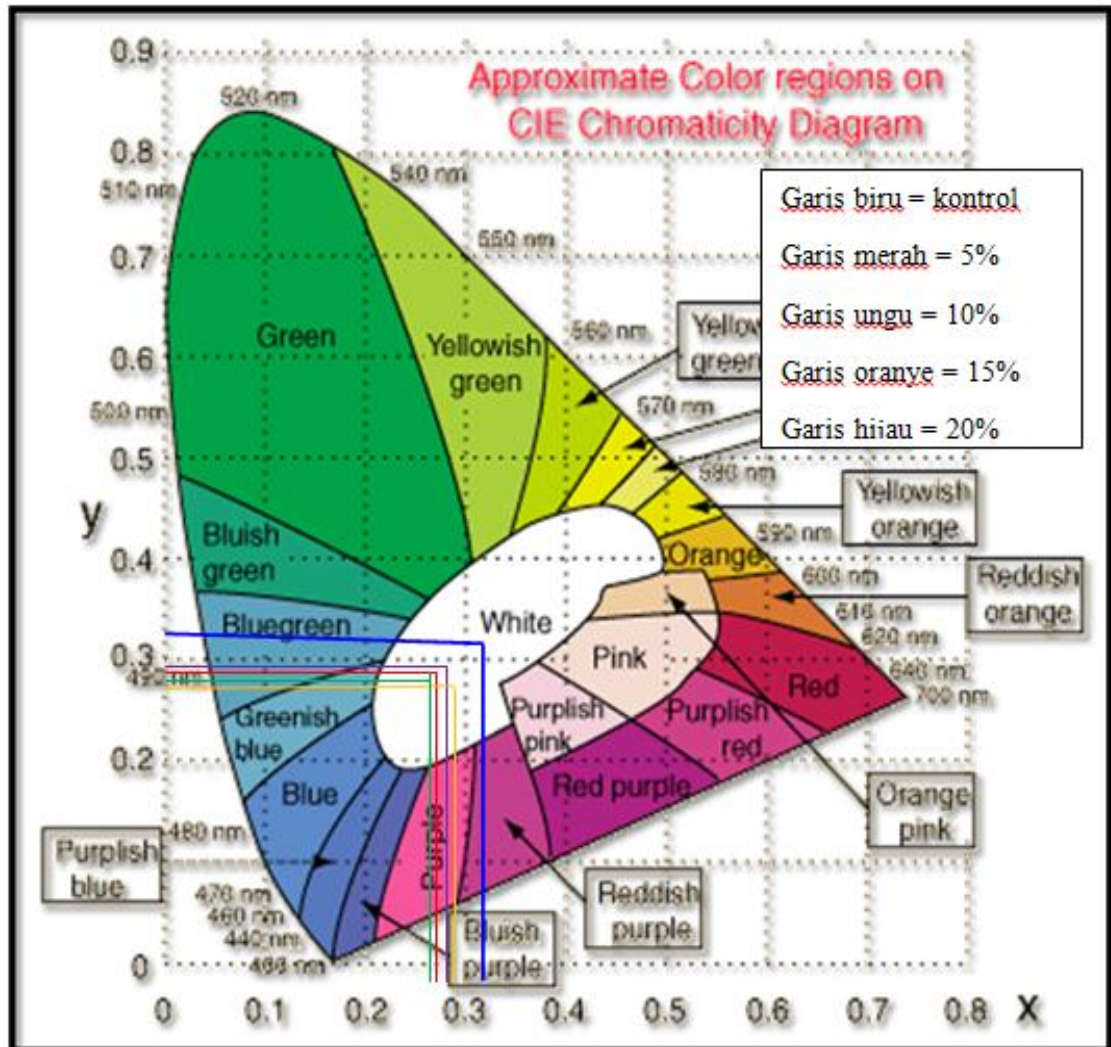 Approximate Color regions on
CIE Chromaticity Diagram
Garis biru = kontrol
Garis merah = 5%
Garis ungu = 10%
Garis oranye = 15%
Garis hiiau = 20%
0.9
0.8
0.7
0.6
0.5
y
0.4
0.3
0.2
0.1
0
520 nm
510 nm
540 nm
550 nm
560 nm
500 nm
570 nm
580 nm
590 nm
600 nm
nm
620 nm
640 nm
700 nm
490 nm
480 nm
nm
460 nm
440 nm
nm
Green
Yellowish
green
Yellow
green
Yellowish
orange
Bluish
green
Orange
Reddish
orange
Bluegreen
White
Pink
Red
Greenish
blue
Purplish
pink
Purplish
red
Blue
Red purple
Orange
pink
Purple
Purplish
blue
Reddish
purple
Bluish
purple
0 0.1 0.2 0.3 0.4 0.5 0.6 0.7 0.8 x